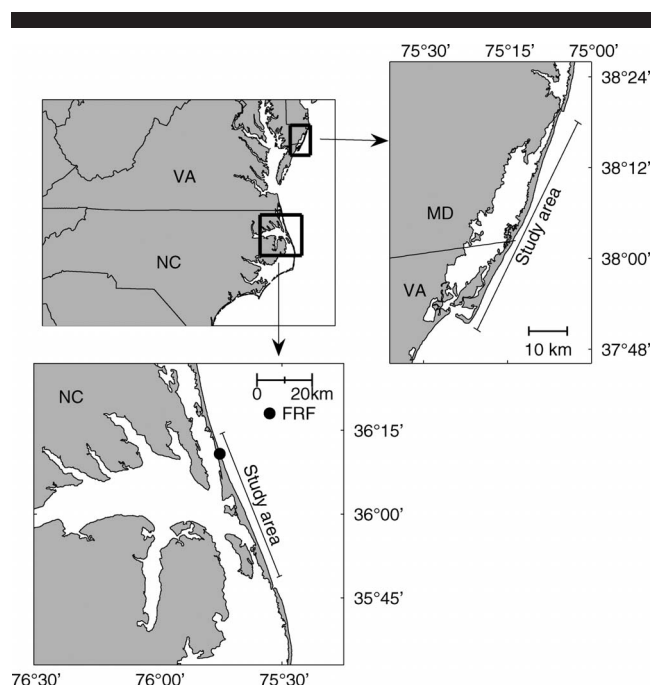 75°30’ 75°15’ 75°00’
38°24’
38°12’
38°00’
37°48’
MD
VA
Study area
10 km
VA
NC
NC
0 20km
FRF
Study area
36°15’
36°00’
35°45’
76°30’ 76°00’ 75°30’